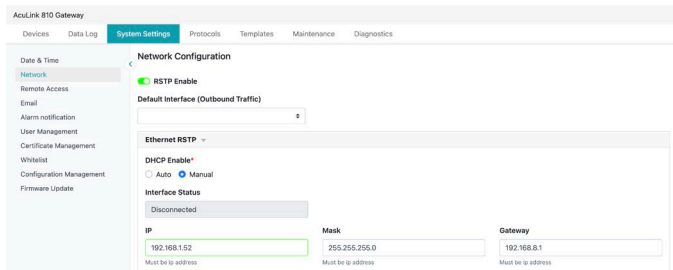 AcuLink 810 Gateway
Devices Data Log System Settings Protocols Templates Maintenance Diagnostics
Date & Time
Network
Remote Access
Email
Alarm notification
User Management
Certificate Management
Whitelist
Configuration Management
Firmware Update
Network Configuration
RSTP Enable
Default Interface (Outbound Traffic)
Ethernet RSTP
DHCP Enable*
Auto Manual
Interface Status
Disconnected
IP Mask Gateway
192.168.1.52 255.255.255.0 192.168.8.1
Must be ip address Must be ip address Must be ip address